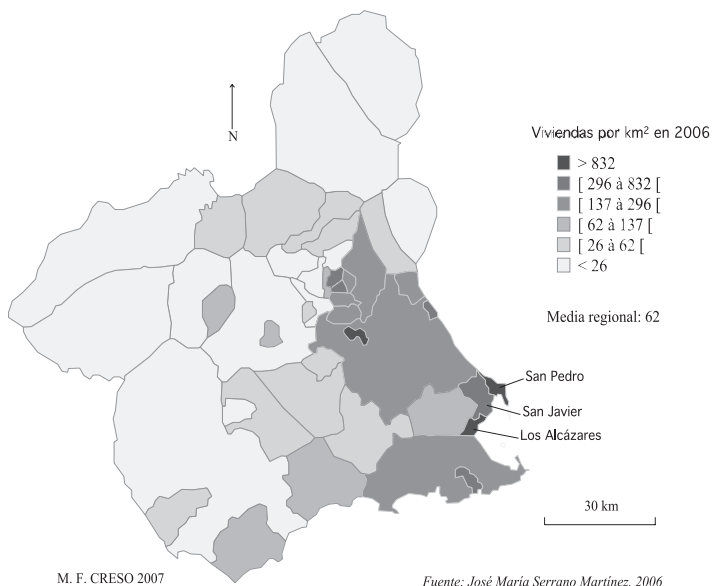 N
Viviendas por km² en 2006
> 832
[ 296 à 832 [
[ 137 à 296 [
[ 62 à 137 [
[ 26 à 62 [
< 26
Media regional: 62
San Pedro
San Javier
Los Alcázares
30 km
M. F. CRESO 2007
Fuente: José María Serrano Martínez, 2006